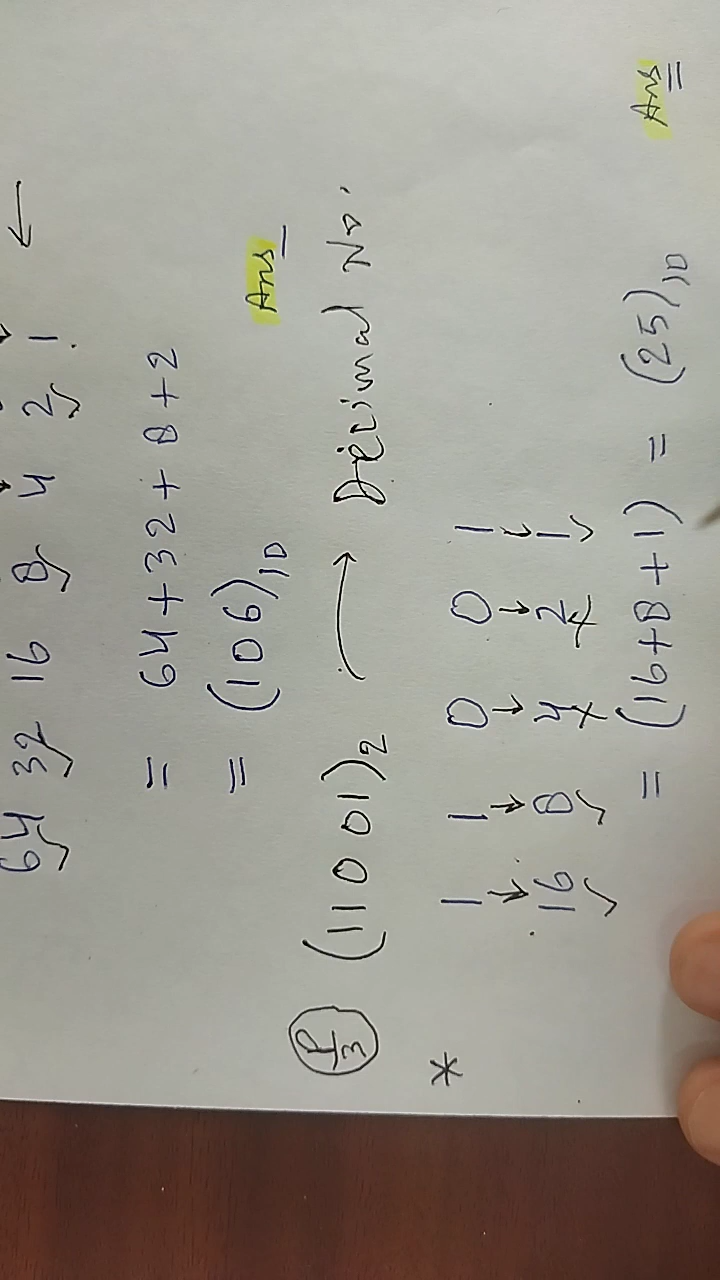 64 32 16 8 4 2 1 ←
= 64+32+8+2
= (106)10 Ans
P/3 (11001)2 → Decimal No.
* 1 1 0 0 1
↓ ↓ ↓ ↓ ↓
16 8 4 2 1
✓ ✓ × × ✓
= (16+8+1) = (25)10 Ans